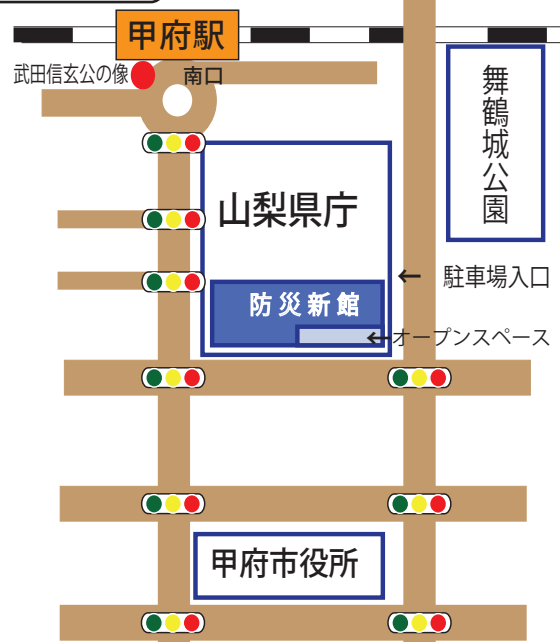 甲府駅
武田信玄公の像
南口
舞鶴城公園
山梨県庁
← 駐車場入口
防災新館
←オープンスペース
甲府市役所